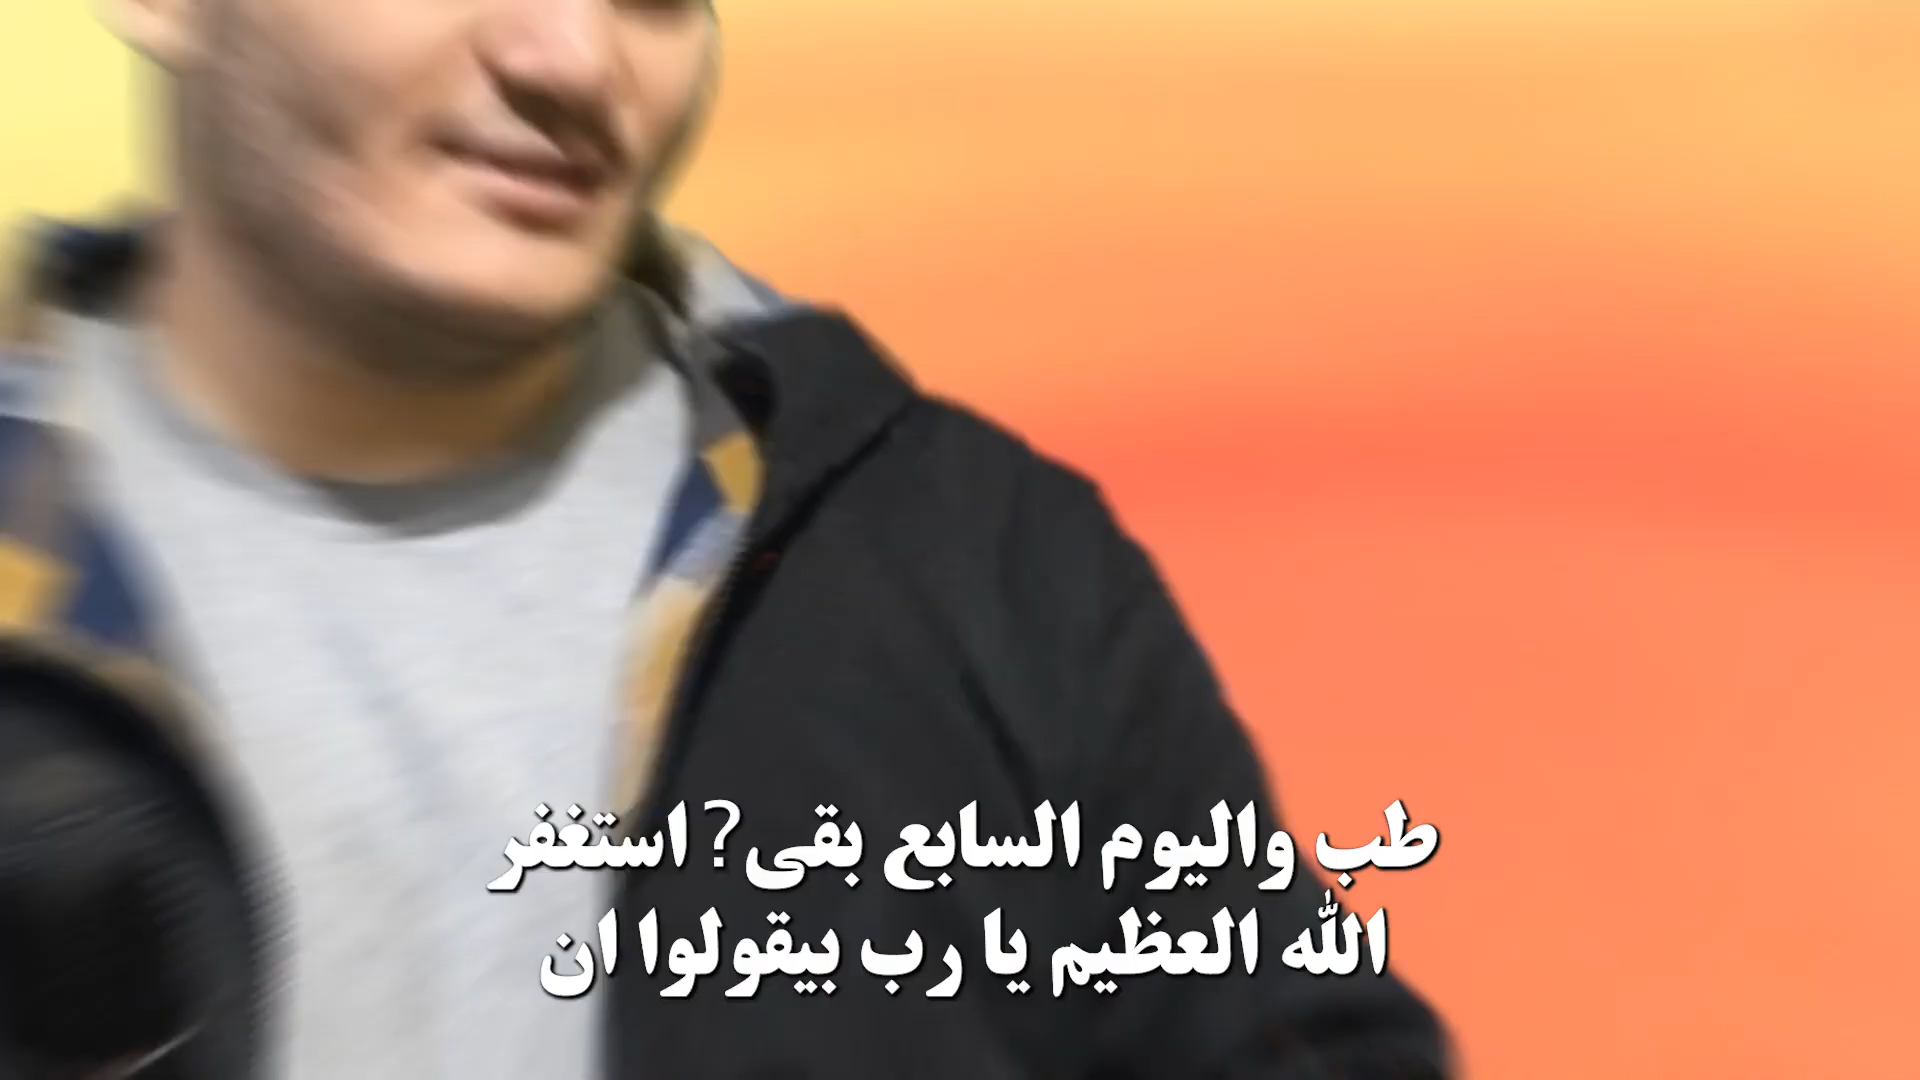 طب واليوم السابع بقى? استغفر
الله العظيم يا رب بيقولوا ان